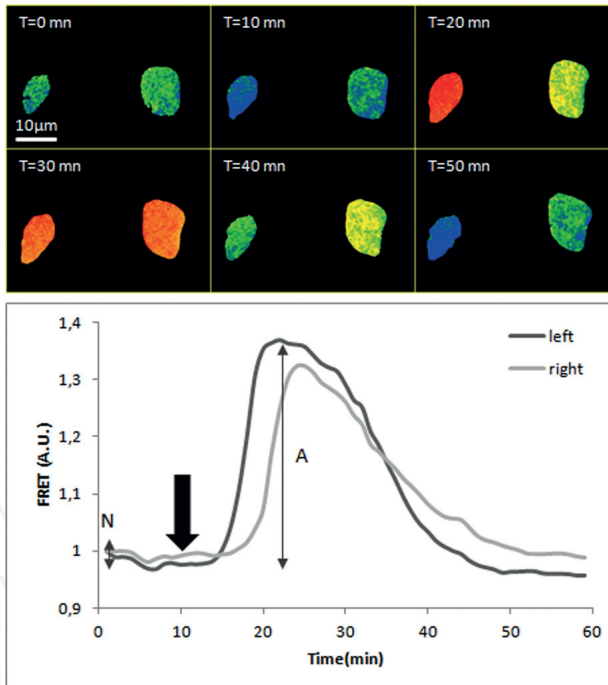 T=0 mn
T=10 mn
T=20 mn
10µm
T=30 mn
T=40 mn
T=50 mn
1,4
1,3
1,2
1,1
1
0,9
FRET (A.U.)
left
right
N
A
0
10
20
30
40
50
60
Time(min)